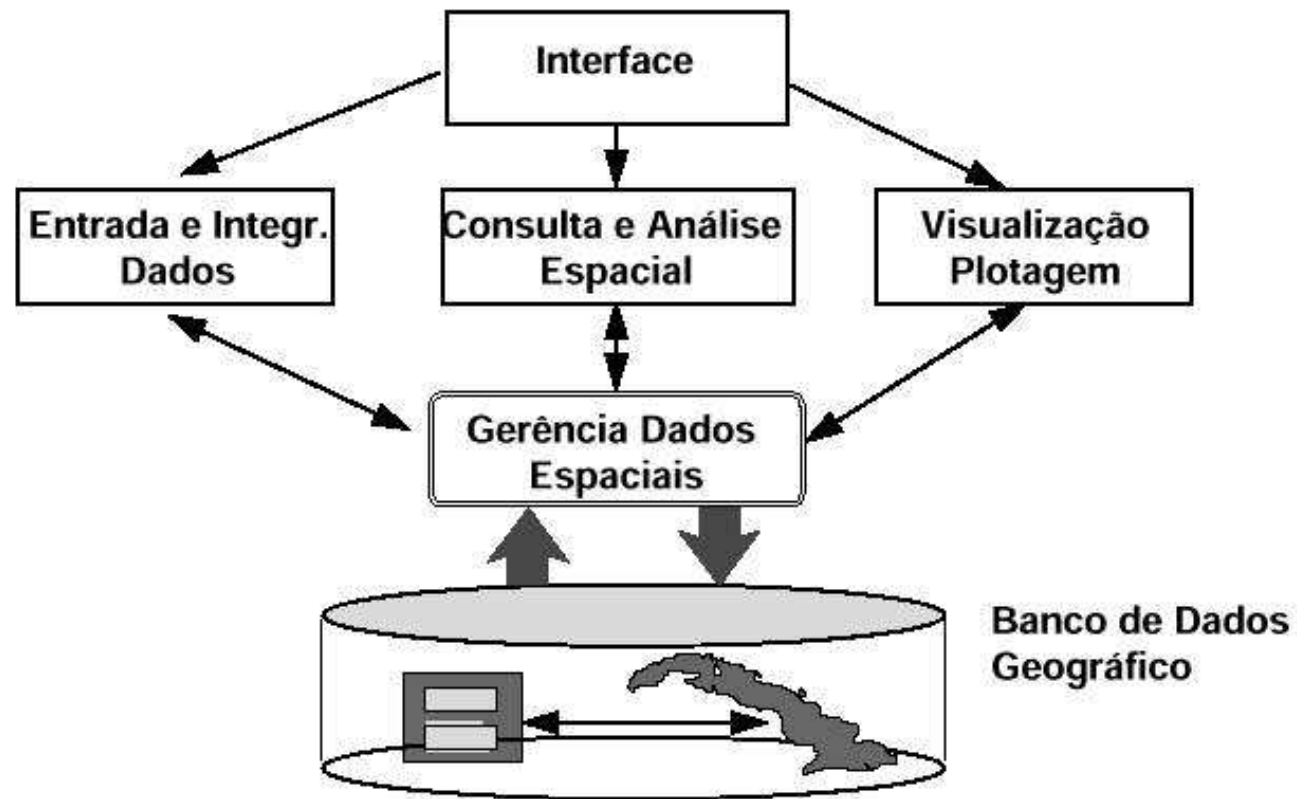 Interface
Entrada e Integr.
Dados
Consulta e Análise
Espacial
Visualização
Plotagem
Gerência Dados
Espaciais
Banco de Dados
Geográfico